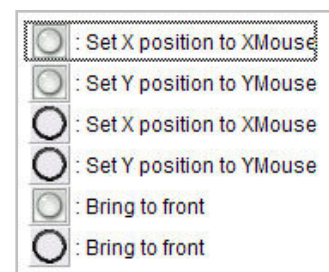 : Set X position to XMouse
: Set Y position to YMouse
: Set X position to XMouse
: Set Y position to YMouse
: Bring to front
: Bring to front